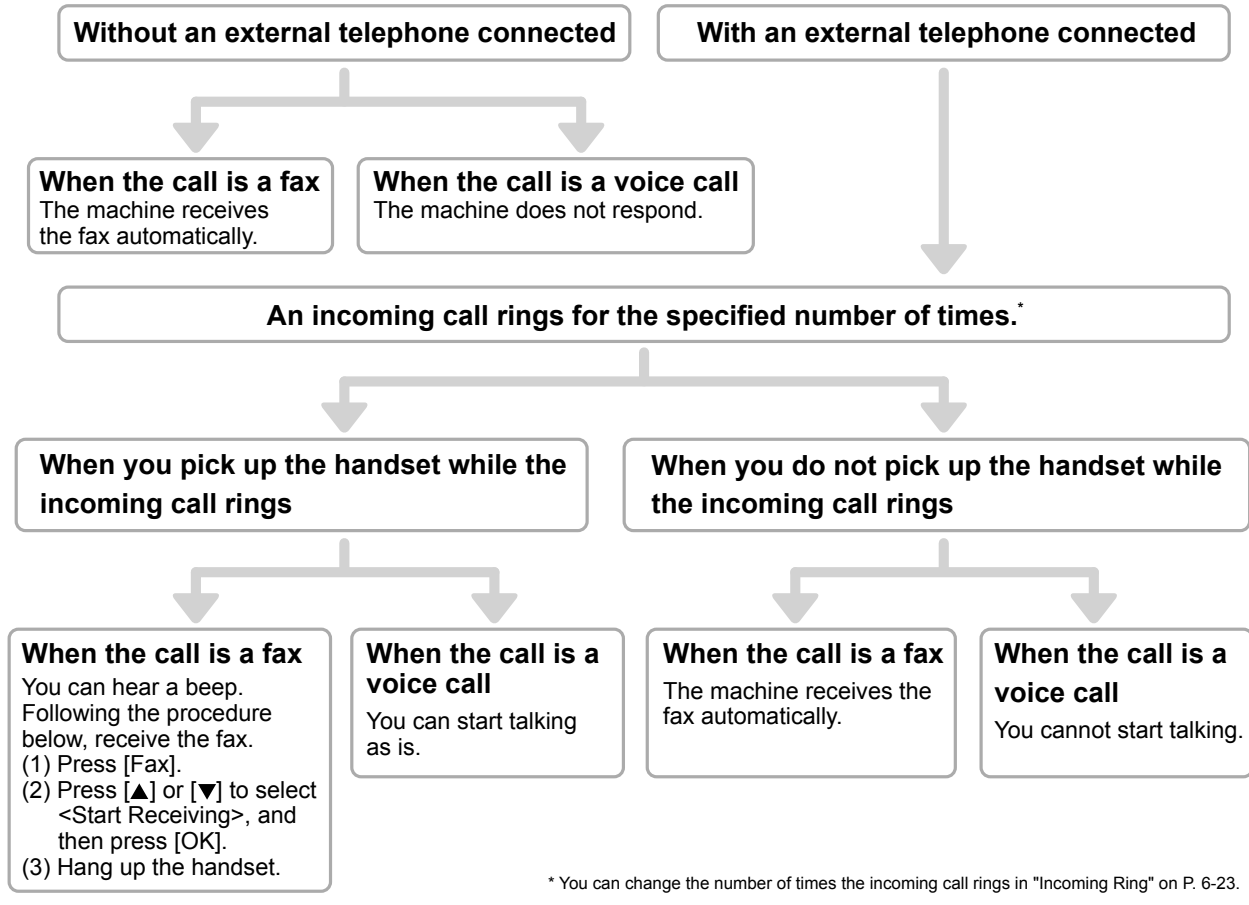 Without an external telephone connected
With an external telephone connected
When the call is a fax
The machine receives
the fax automatically.
When the call is a voice call
The machine does not respond.
An incoming call rings for the specified number of times.*
When you pick up the handset while the
incoming call rings
When you do not pick up the handset while
the incoming call rings
When the call is a fax
You can hear a beep.
Following the procedure
below, receive the fax.
(1) Press [Fax].
(2) Press [▲] or [▼] to select
<Start Receiving>, and
then press [OK].
(3) Hang up the handset.
When the call is a
voice call
You can start talking
as is.
When the call is a fax
The machine receives the
fax automatically.
When the call is a
voice call
You cannot start talking.
* You can change the number of times the incoming call rings in "Incoming Ring" on P. 6-23.